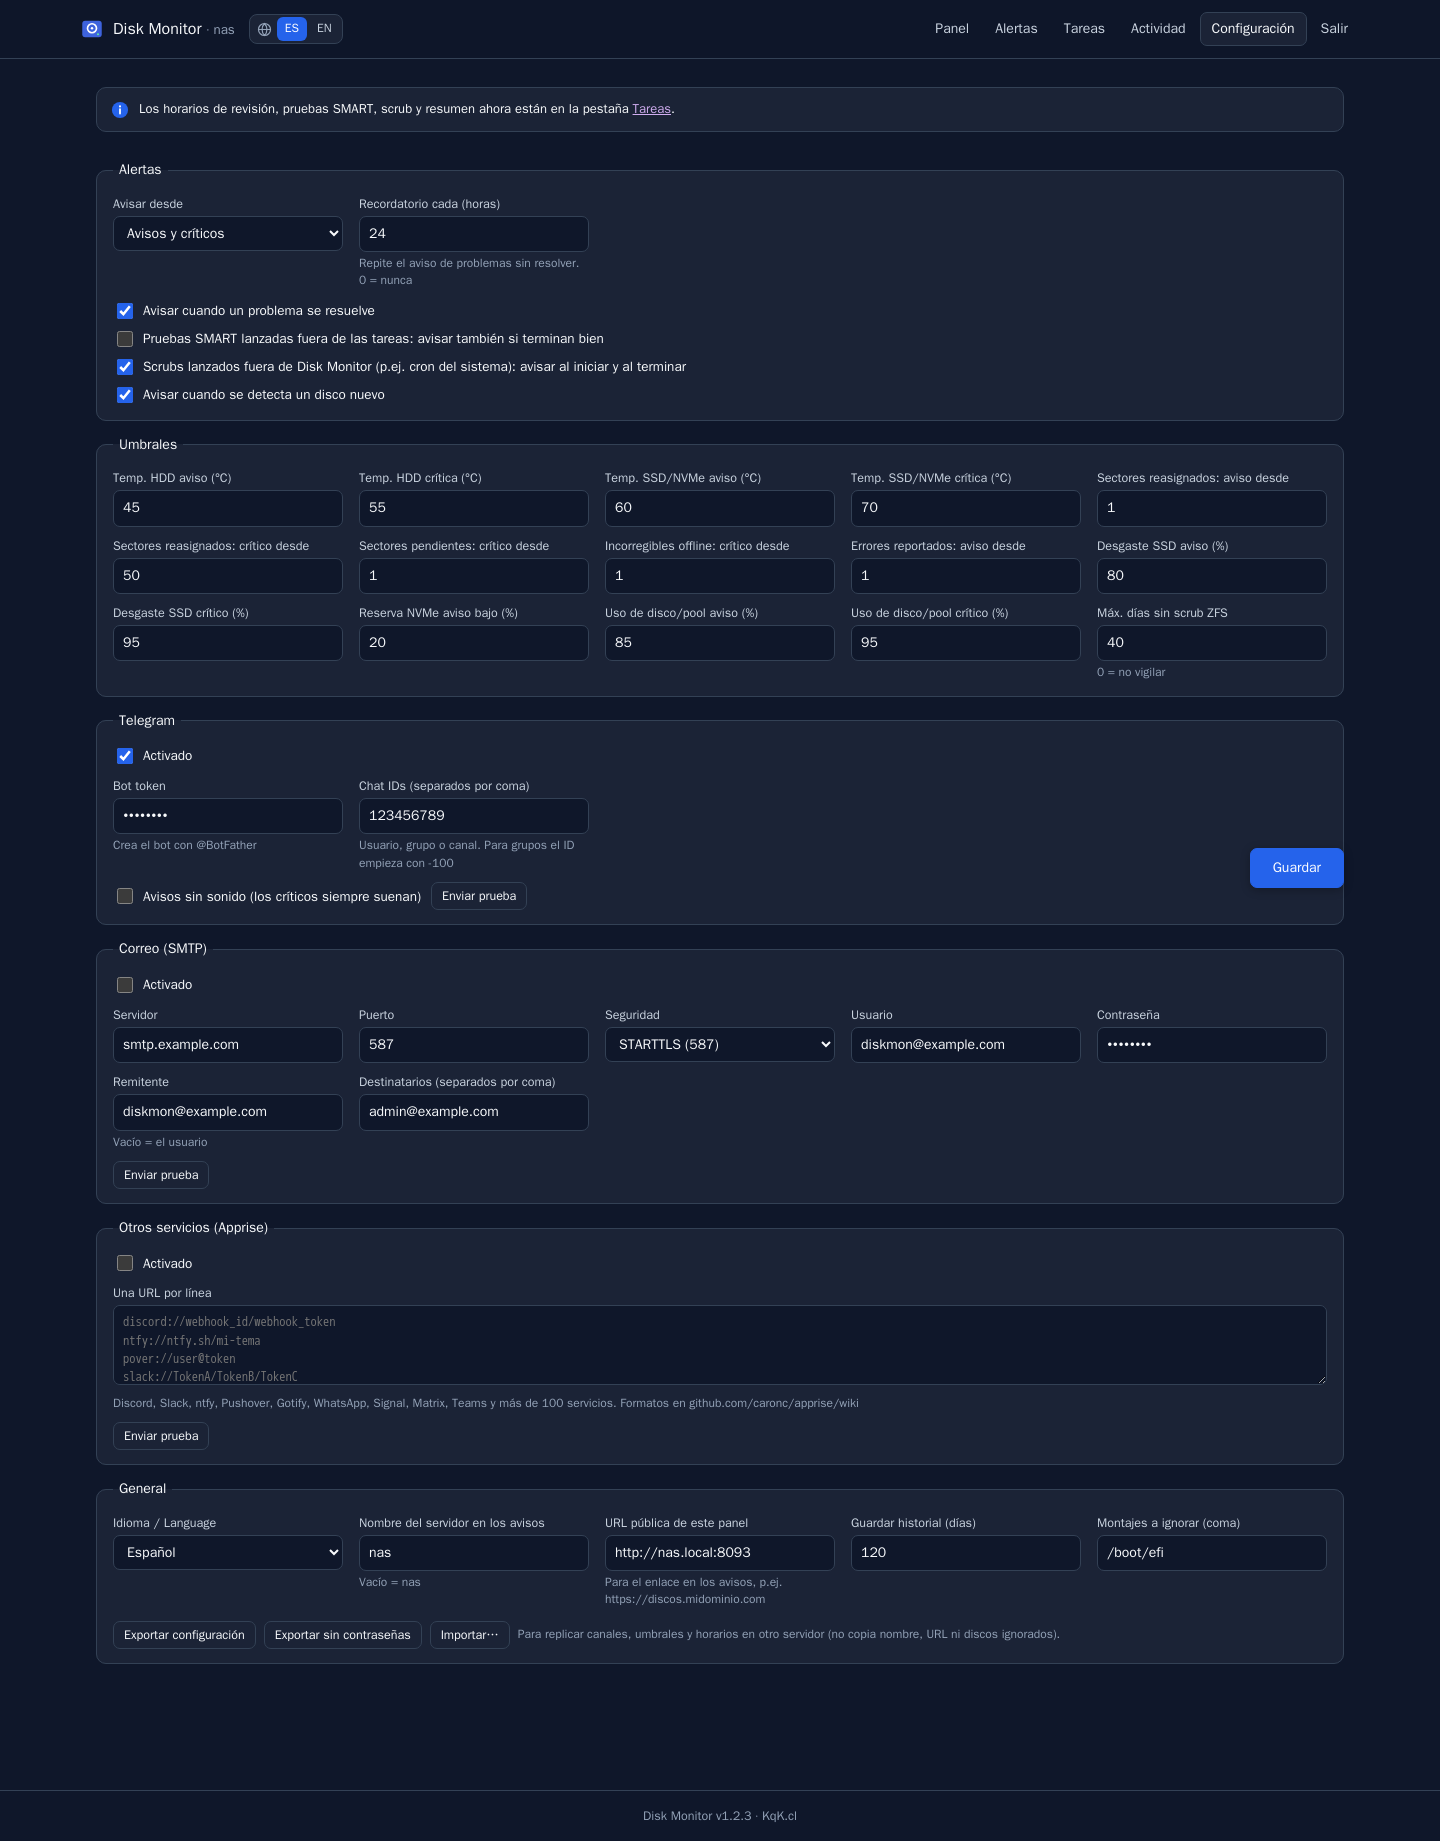 Disk Monitor · nas ES EN Panel Alertas Tareas Actividad Configuración Salir
Los horarios de revisión, pruebas SMART, scrub y resumen ahora están en la pestaña Tareas.
Alertas
Avisar desde Recordatorio cada (horas)
Avisos y críticos 24
Repite el aviso de problemas sin resolver.
0 = nunca
Avisar cuando un problema se resuelve
Pruebas SMART lanzadas fuera de las tareas: avisar también si terminan bien
Scrubs lanzados fuera de Disk Monitor (p.ej. cron del sistema): avisar al iniciar y al terminar
Avisar cuando se detecta un disco nuevo
Umbrales
Temp. HDD aviso (°C) Temp. HDD crítica (°C) Temp. SSD/NVMe aviso (°C) Temp. SSD/NVMe crítica (°C) Sectores reasignados: aviso desde
45 55 60 70 1
Sectores reasignados: crítico desde Sectores pendientes: crítico desde Incorregibles offline: crítico desde Errores reportados: aviso desde Desgaste SSD aviso (%)
50 1 1 1 80
Desgaste SSD crítico (%) Reserva NVMe aviso bajo (%) Uso de disco/pool aviso (%) Uso de disco/pool crítico (%) Máx. días sin scrub ZFS
95 20 85 95 40
0 = no vigilar
Telegram
Activado
Bot token Chat IDs (separados por coma)
•••••••• 123456789
Crea el bot con @BotFather Usuario, grupo o canal. Para grupos el ID
empieza con -100
Guardar
Avisos sin sonido (los críticos siempre suenan) Enviar prueba
Correo (SMTP)
Activado
Servidor Puerto Seguridad Usuario Contraseña
smtp.example.com 587 STARTTLS (587) diskmon@example.com ••••••••
Remitente Destinatarios (separados por coma)
diskmon@example.com admin@example.com
Vacío = el usuario
Enviar prueba
Otros servicios (Apprise)
Activado
Una URL por línea
discord://webhook_id/webhook_token
ntfy://ntfy.sh/mi-tema
pover://user@token
slack://TokenA/TokenB/TokenC
Discord, Slack, ntfy, Pushover, Gotify, WhatsApp, Signal, Matrix, Teams y más de 100 servicios. Formatos en github.com/caronc/apprise/wiki
Enviar prueba
General
Idioma / Language Nombre del servidor en los avisos URL pública de este panel Guardar historial (días) Montajes a ignorar (coma)
Español nas http://nas.local:8093 120 /boot/efi
Vacío = nas Para el enlace en los avisos, p.ej.
https://discos.midominio.com
Exportar configuración Exportar sin contraseñas Importar… Para replicar canales, umbrales y horarios en otro servidor (no copia nombre, URL ni discos ignorados).
Disk Monitor v1.2.3 · KqK.cl